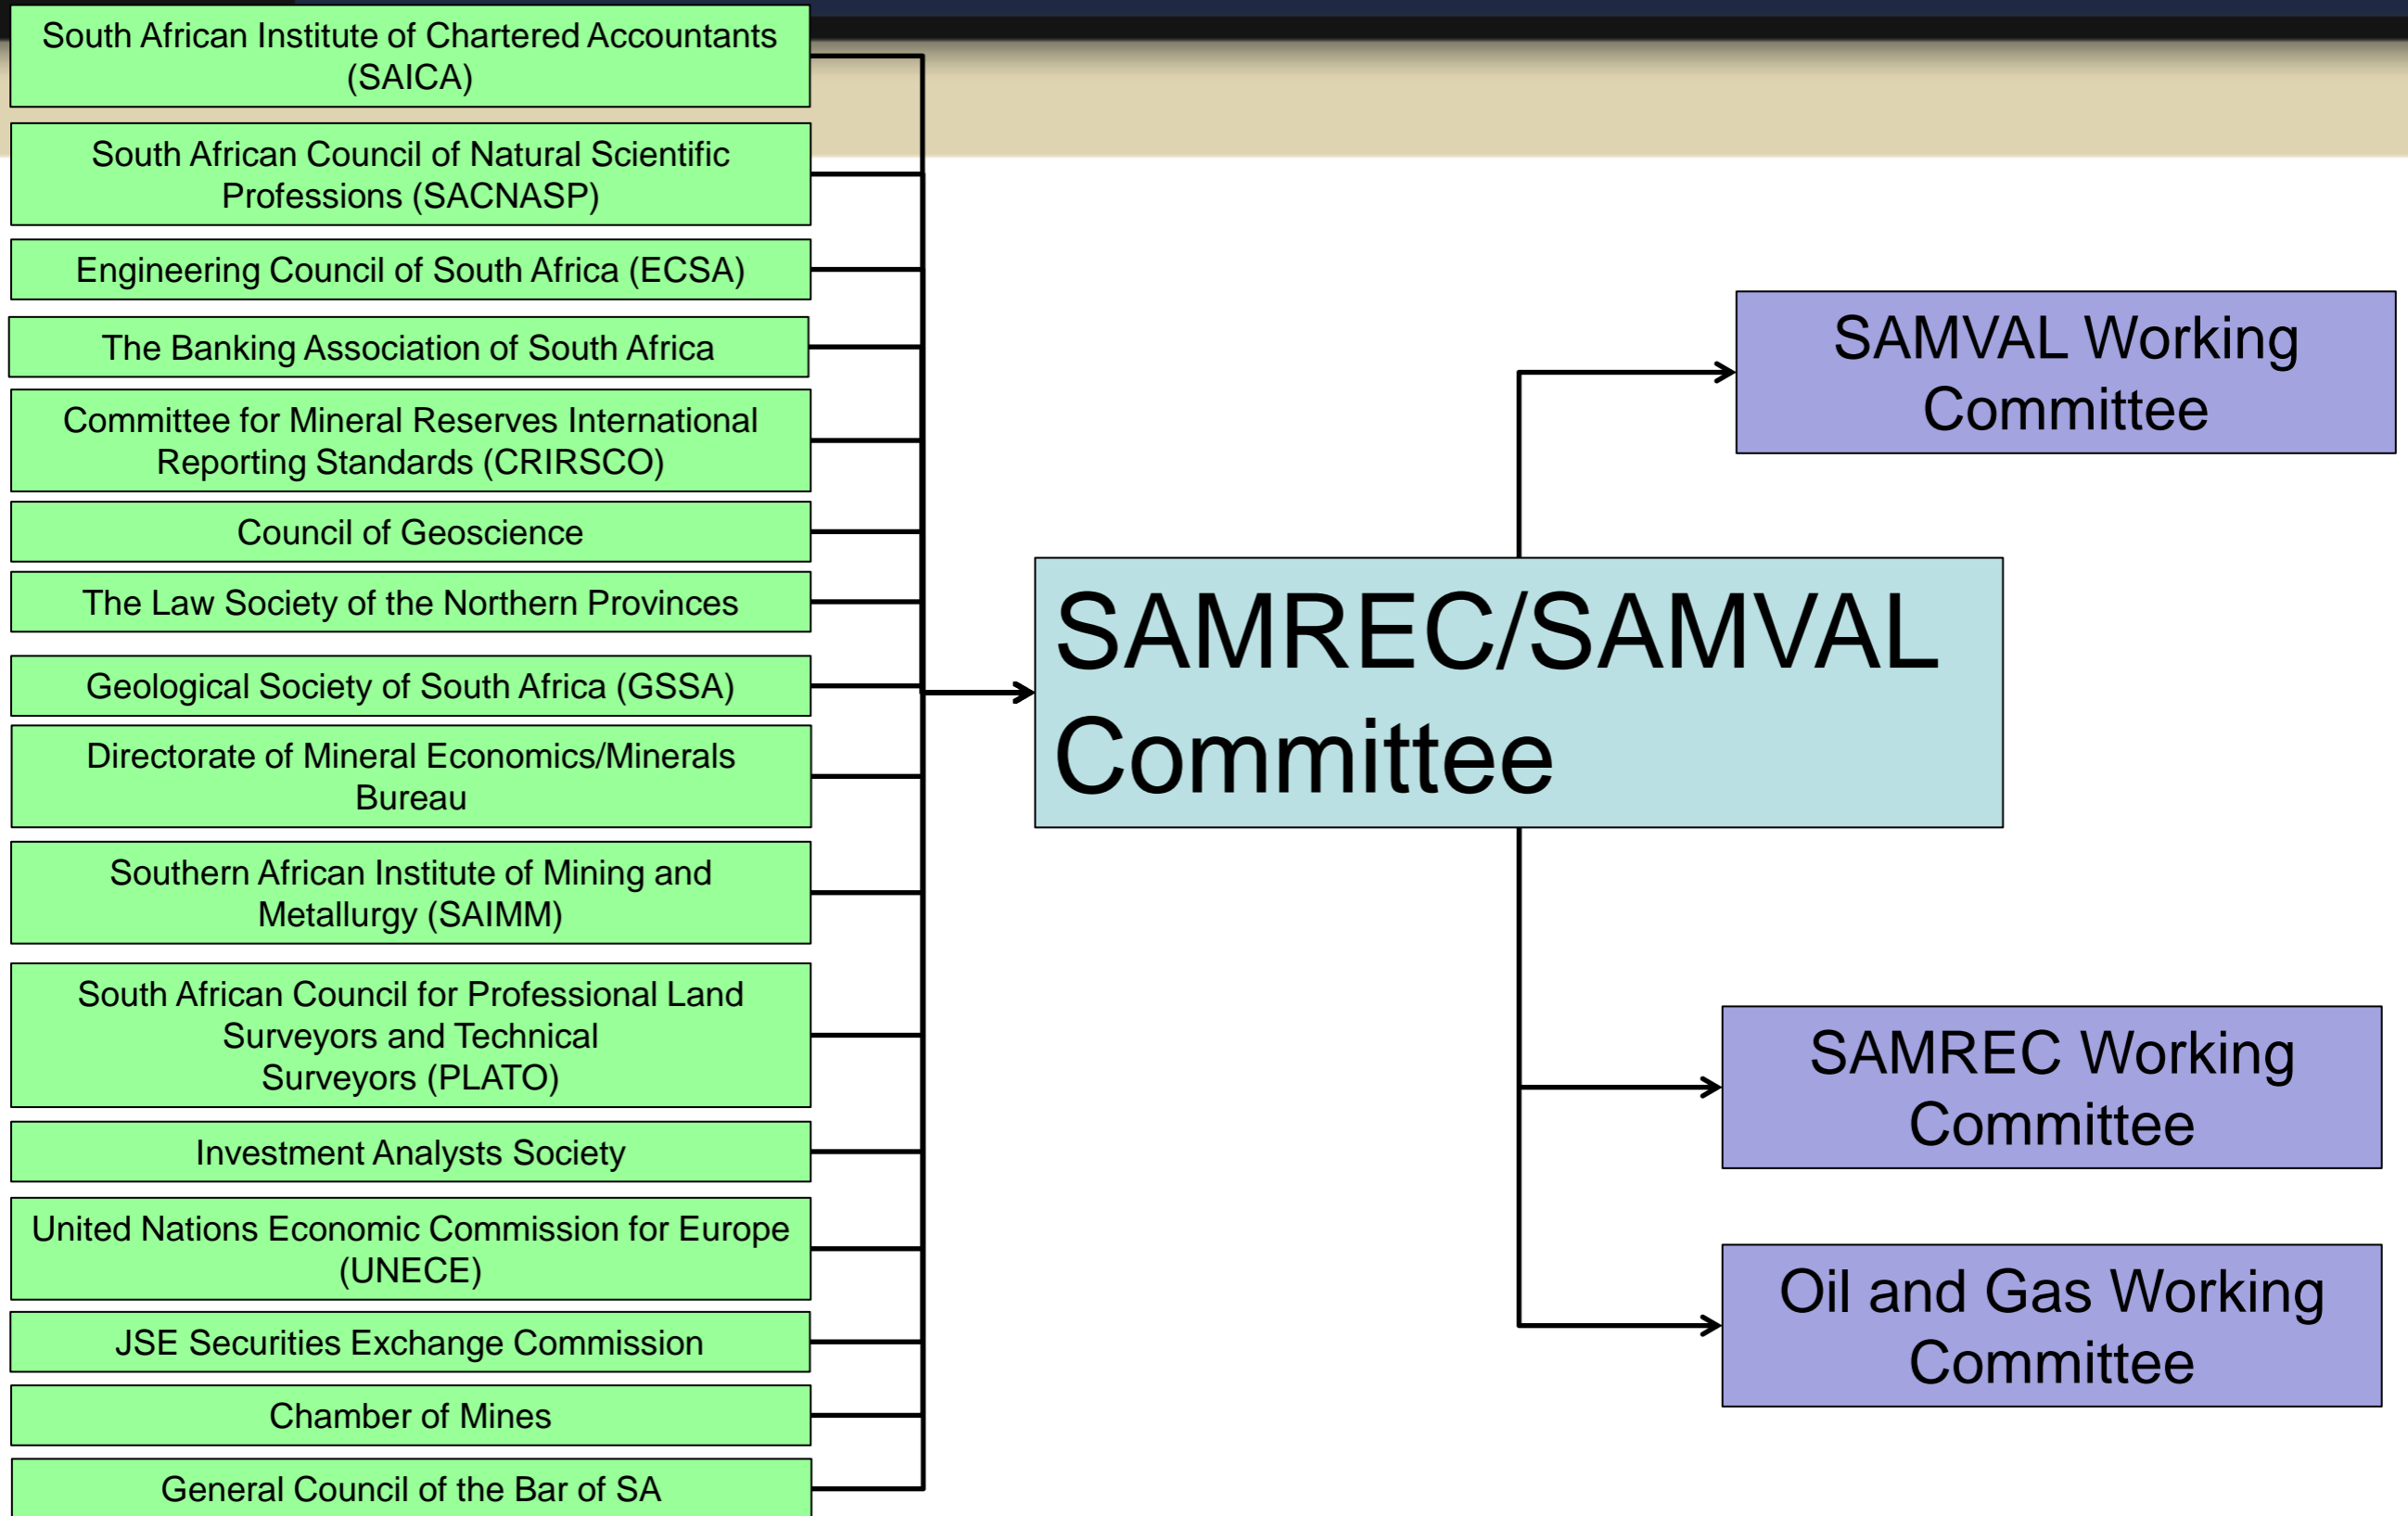 South African Institute of Chartered Accountants
(SAICA)
South African Council of Natural Scientific
Professions (SACNASP)
Engineering Council of South Africa (ECSA)
The Banking Association of South Africa
Committee for Mineral Reserves International
Reporting Standards (CRIRSCO)
Council of Geoscience
The Law Society of the Northern Provinces
Geological Society of South Africa (GSSA)
Directorate of Mineral Economics/Minerals
Bureau
Southern African Institute of Mining and
Metallurgy (SAIMM)
South African Council for Professional Land
Surveyors and Technical
Surveyors (PLATO)
Investment Analysts Society
United Nations Economic Commission for Europe
(UNECE)
JSE Securities Exchange Commission
Chamber of Mines
General Council of the Bar of SA
SAMREC/SAMVAL
Committee
SAMVAL Working
Committee
SAMREC Working
Committee
Oil and Gas Working
Committee